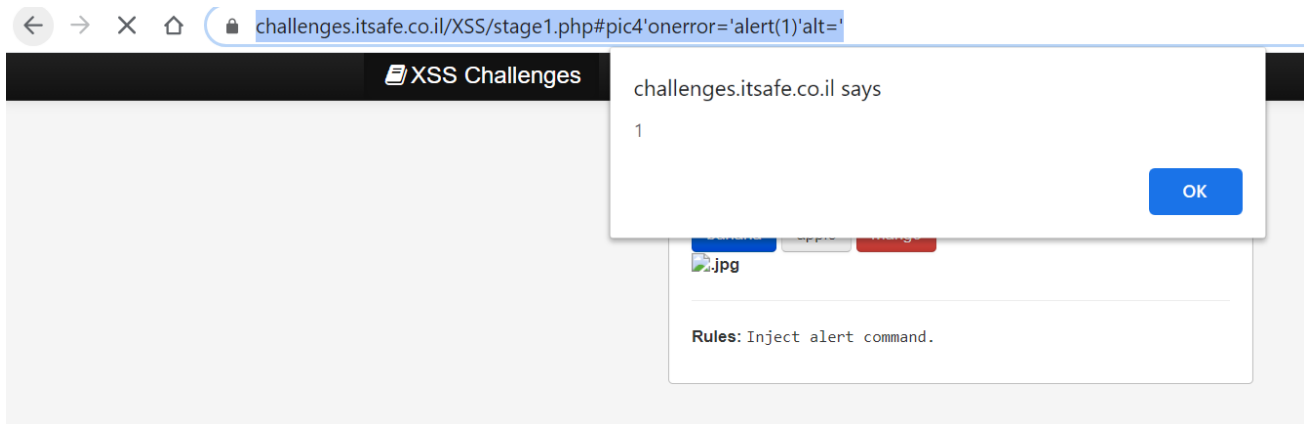 challenges.itsafe.co.il/XSS/stage1.php#pic4'onerror='alert(1)'alt='
XSS Challenges
challenges.itsafe.co.il says
1
OK
.jpg
Rules: Inject alert command.